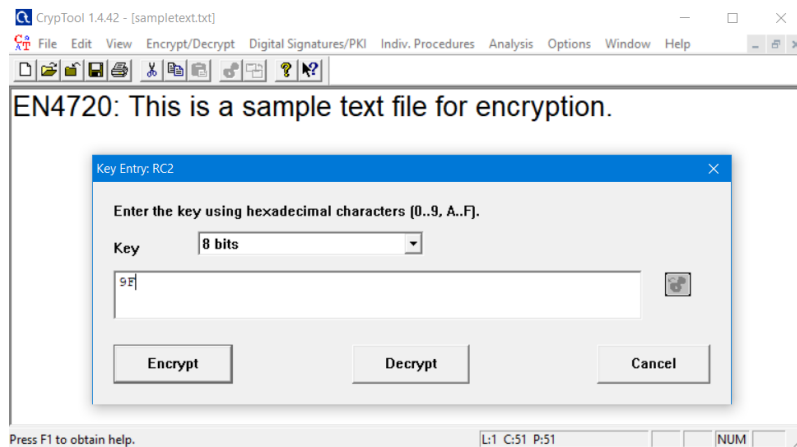 CrypTool 1.4.42 - [sampletext.txt]
File Edit View Encrypt/Decrypt Digital Signatures/PKI Indiv. Procedures Analysis Options Window Help
EN4720: This is a sample text file for encryption.
Key Entry: RC2
Enter the key using hexadecimal characters (0..9, A..F).
Key 8 bits
9F
Encrypt Decrypt Cancel
Press F1 to obtain help. L:1 C:51 P:51 NUM